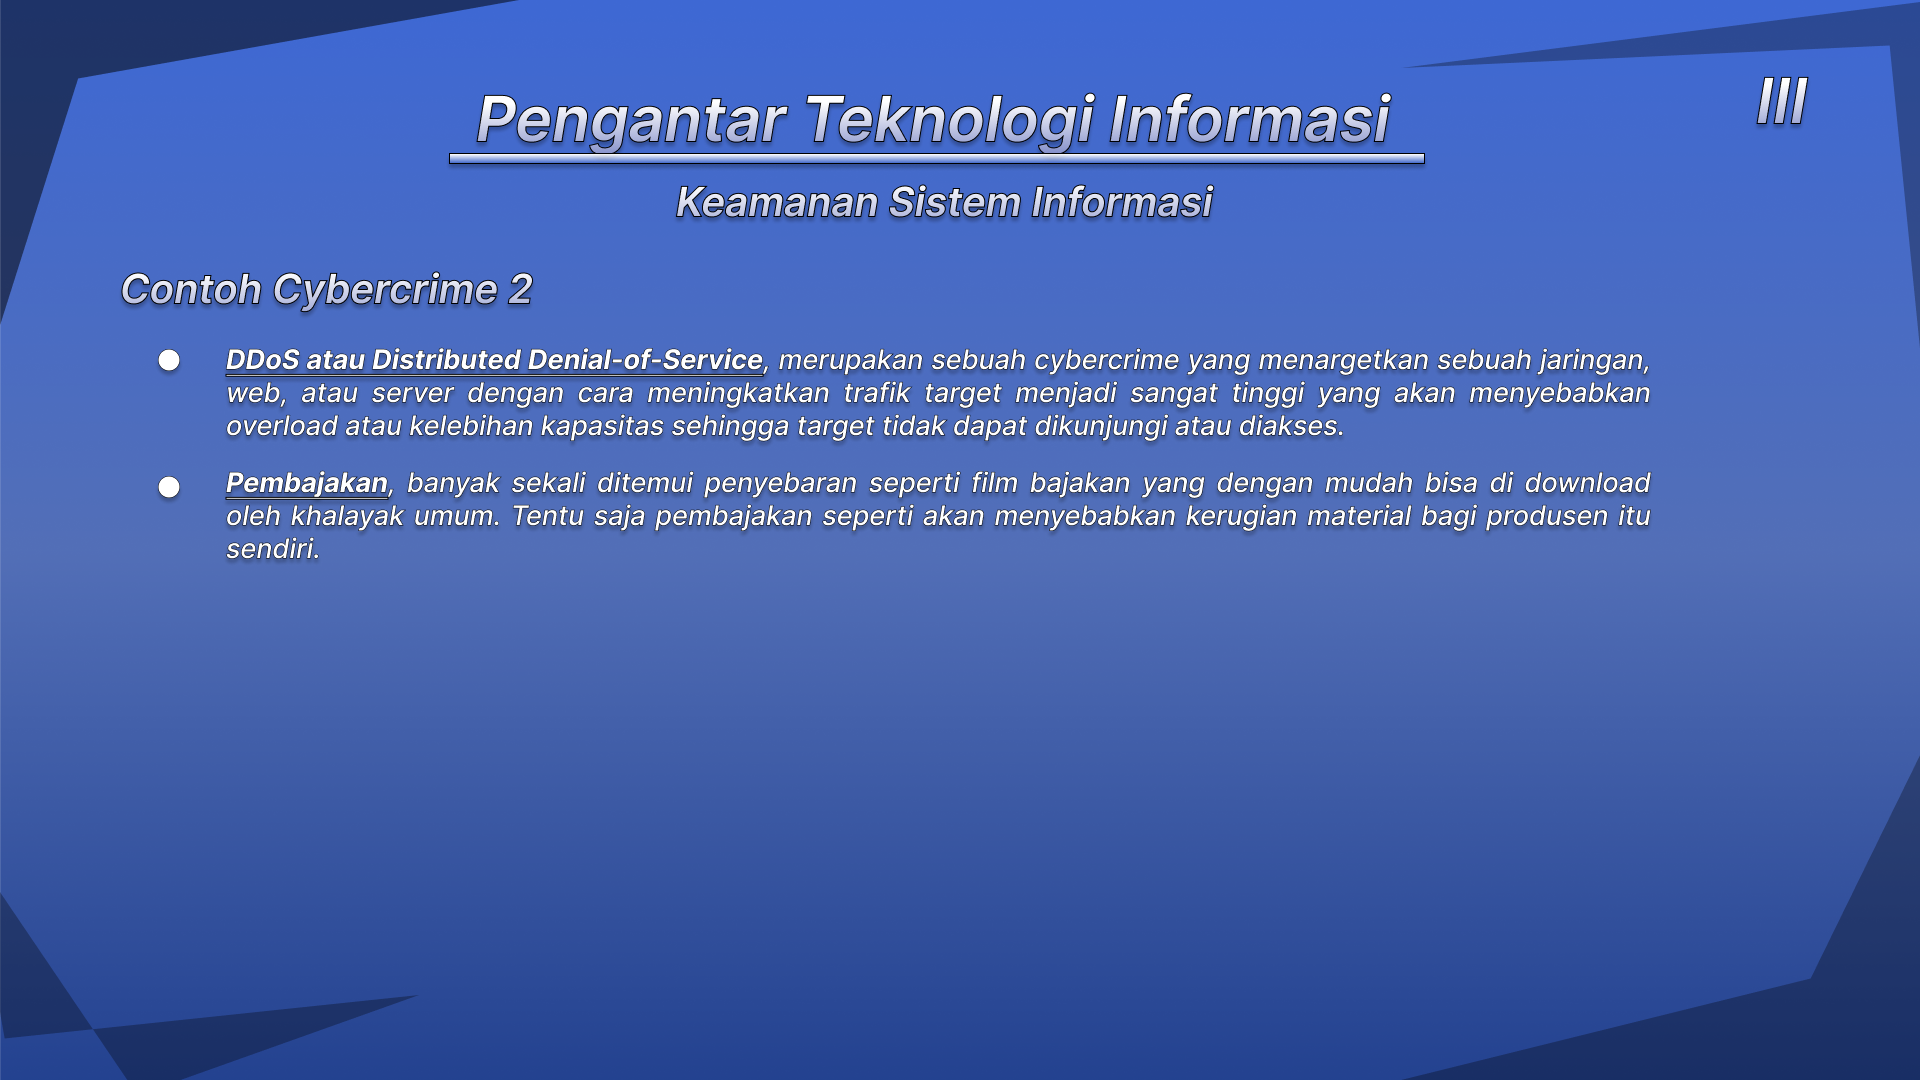 Pengantar Teknologi Informasi
III
Keamanan Sistem Informasi
Contoh Cybercrime 2
DDoS atau Distributed Denial-of-Service, merupakan sebuah cybercrime yang menargetkan sebuah jaringan,
web, atau server dengan cara meningkatkan trafik target menjadi sangat tinggi yang akan menyebabkan
overload atau kelebihan kapasitas sehingga target tidak dapat dikunjungi atau diakses.
Pembajakan, banyak sekali ditemui penyebaran seperti film bajakan yang dengan mudah bisa di download
oleh khalayak umum. Tentu saja pembajakan seperti akan menyebabkan kerugian material bagi produsen itu
sendiri.